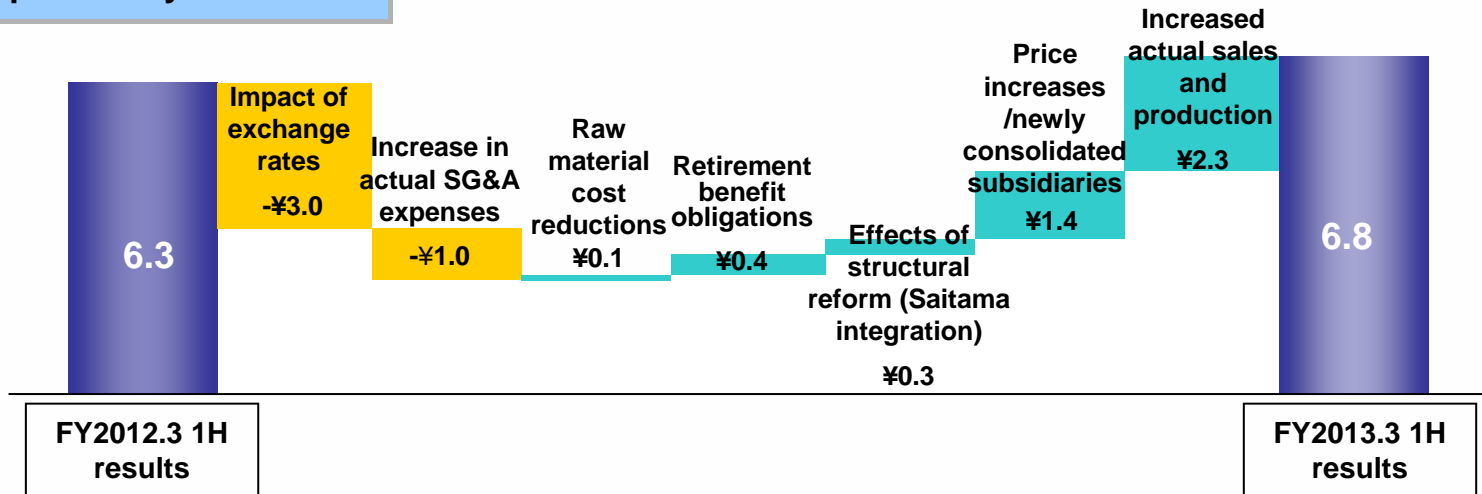 6.3
Impact of
exchange
rates
-¥3.0
Increase in
actual SG&A
expenses
-¥1.0
Raw
material
cost
reductions
¥0.1
Retirement
benefit
obligations
¥0.4
Effects of
structural
reform (Saitama
integration)
¥0.3
Price
increases
/newly
consolidated
subsidiaries
¥1.4
Increased
actual sales
and
production
¥2.3
6.8
FY2012.3 1H
results
FY2013.3 1H
results